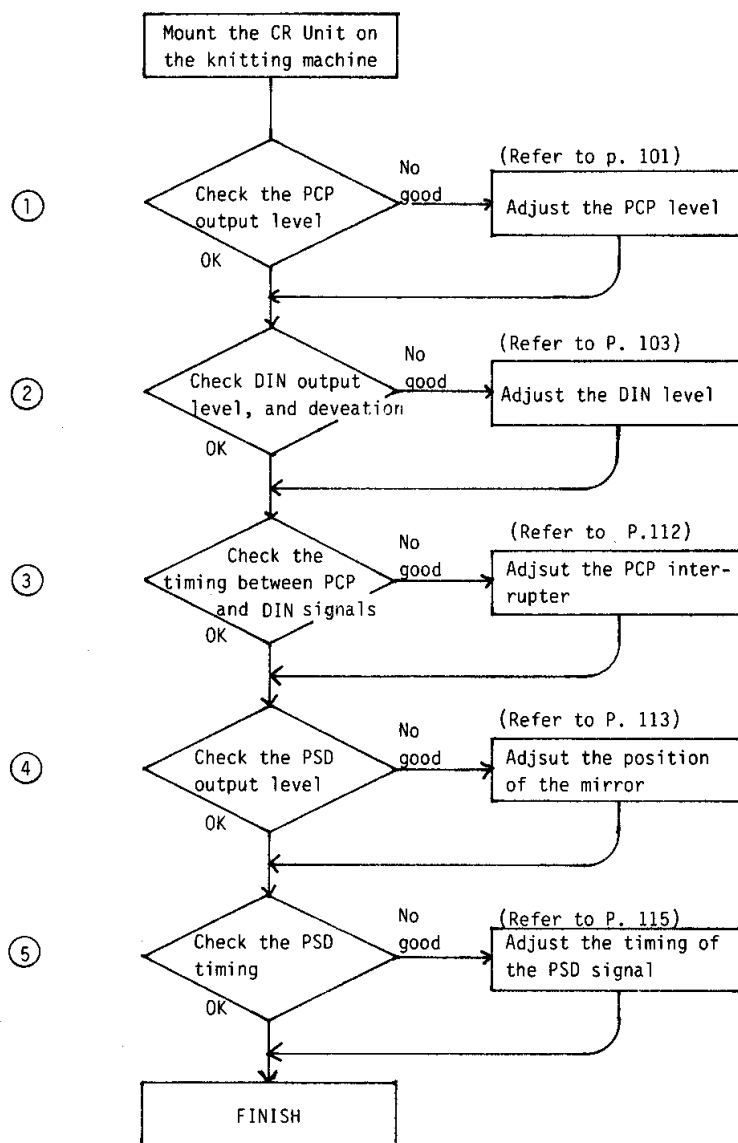 Mount the CR Unit on
the knitting machine
1
Check the PCP
output level
No
good
OK
(Refer to p. 101)
Adjust the PCP level
2
Check DIN output
level, and deveation
No
good
OK
(Refer to P. 103)
Adjust the DIN level
3
Check the
timing between PCP
and DIN signals
No
good
OK
(Refer to P.112)
Adjsut the PCP inter-
rupter
4
Check the PSD
output level
No
good
OK
(Refer to P. 113)
Adjsut the position
of the mirror
5
Check the PSD
timing
No
good
OK
(Refer to P. 115)
Adjust the timing of
the PSD signal
FINISH